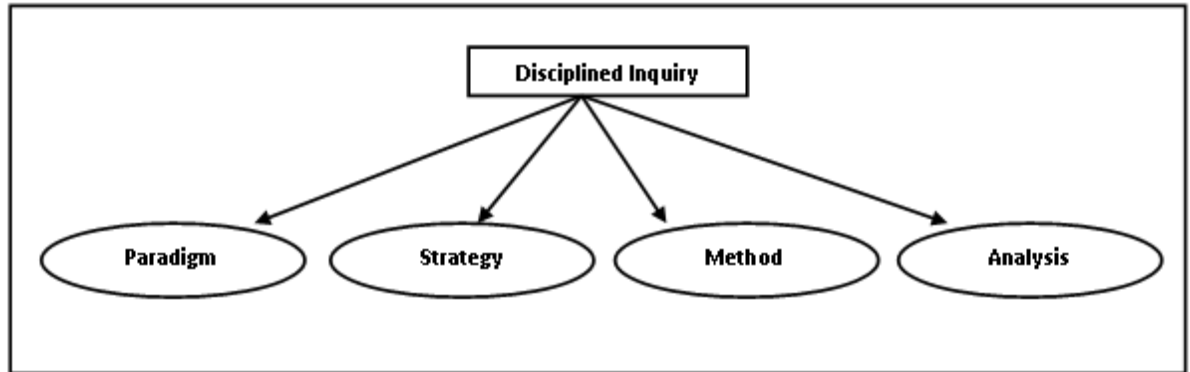 Disciplined Inquiry
Paradigm
Strategy
Method
Analysis